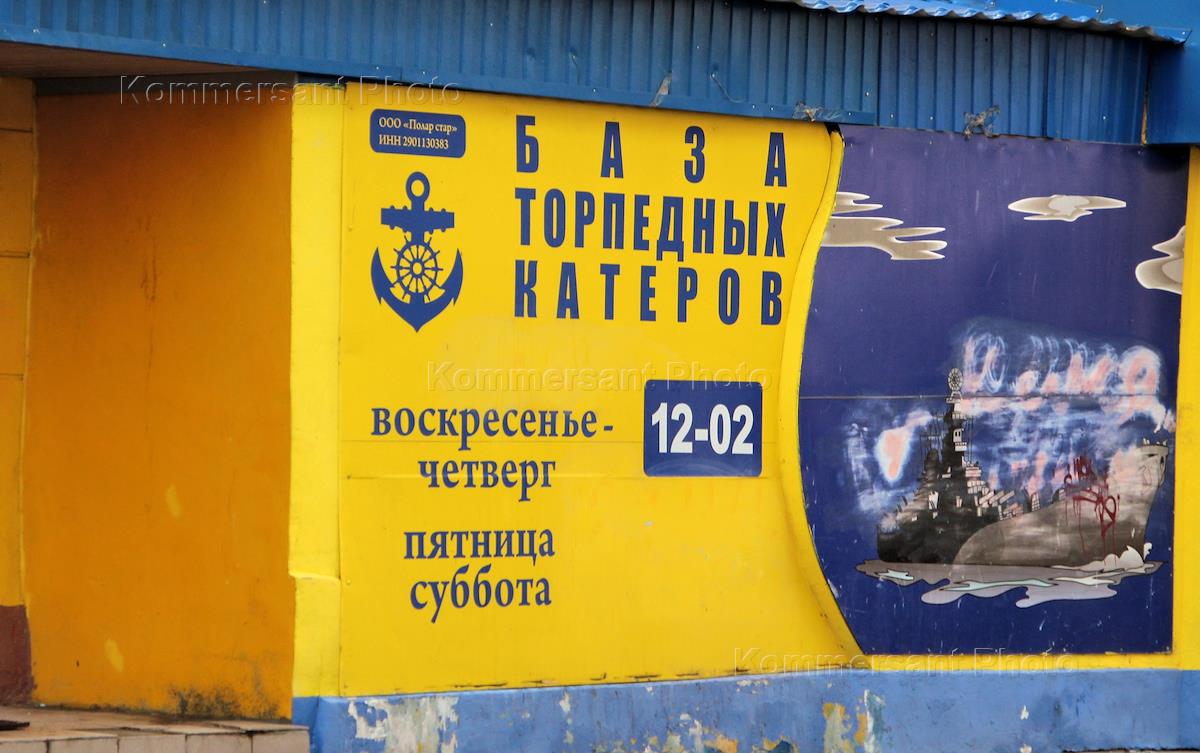 Kommersant Photo
ООО «Полар стар»
ИНН 2901130383
БАЗА
ТОРПЕДНЫХ
КАТЕРОВ
Kommersant Photo
воскресенье-
четверг
12-02
пятница
суббота
Kommersant Photo